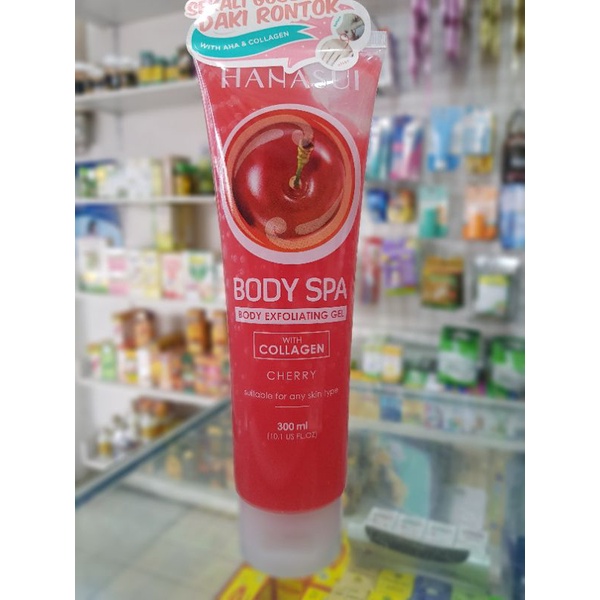 DAKI RONTOK
WITH AHA & COLLAGEN
HANASUI
BODY SPA
BODY EXFOLIATING GEL
WITH
COLLAGEN
CHERRY
suitable for any skin type
300 ml
(10.1 US FL.OZ)